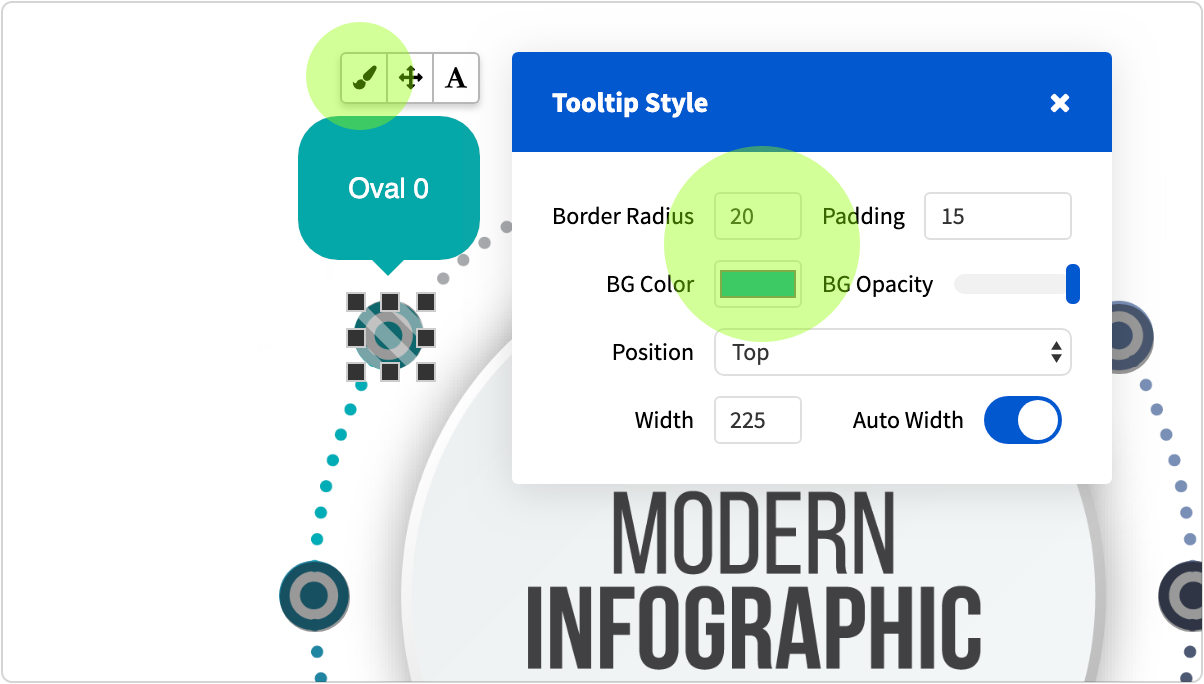 A
Tooltip Style
Oval 0
Border Radius 20 Padding 15
BG Color BG Opacity
Position Top
Width 225 Auto Width
MODERN
INFOGRAPHIC